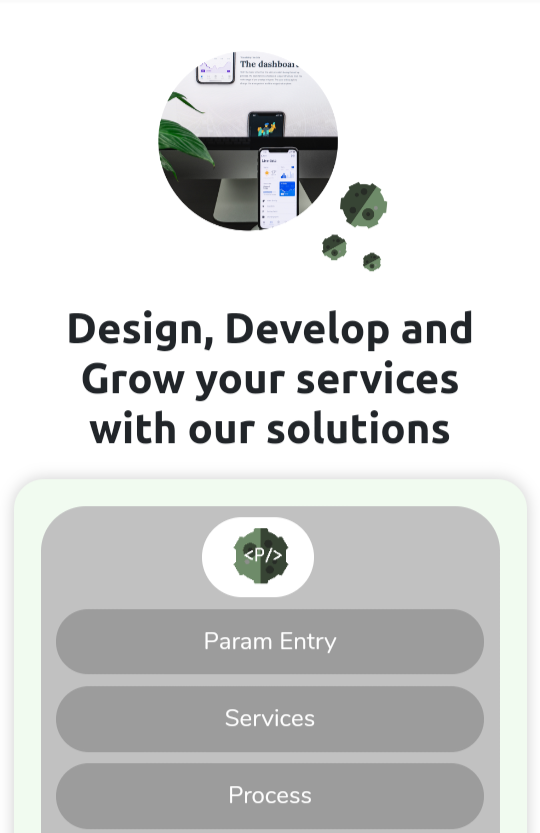 The dashboar
Design, Develop and
Grow your services
with our solutions
<P/>
Param Entry
Services
Process